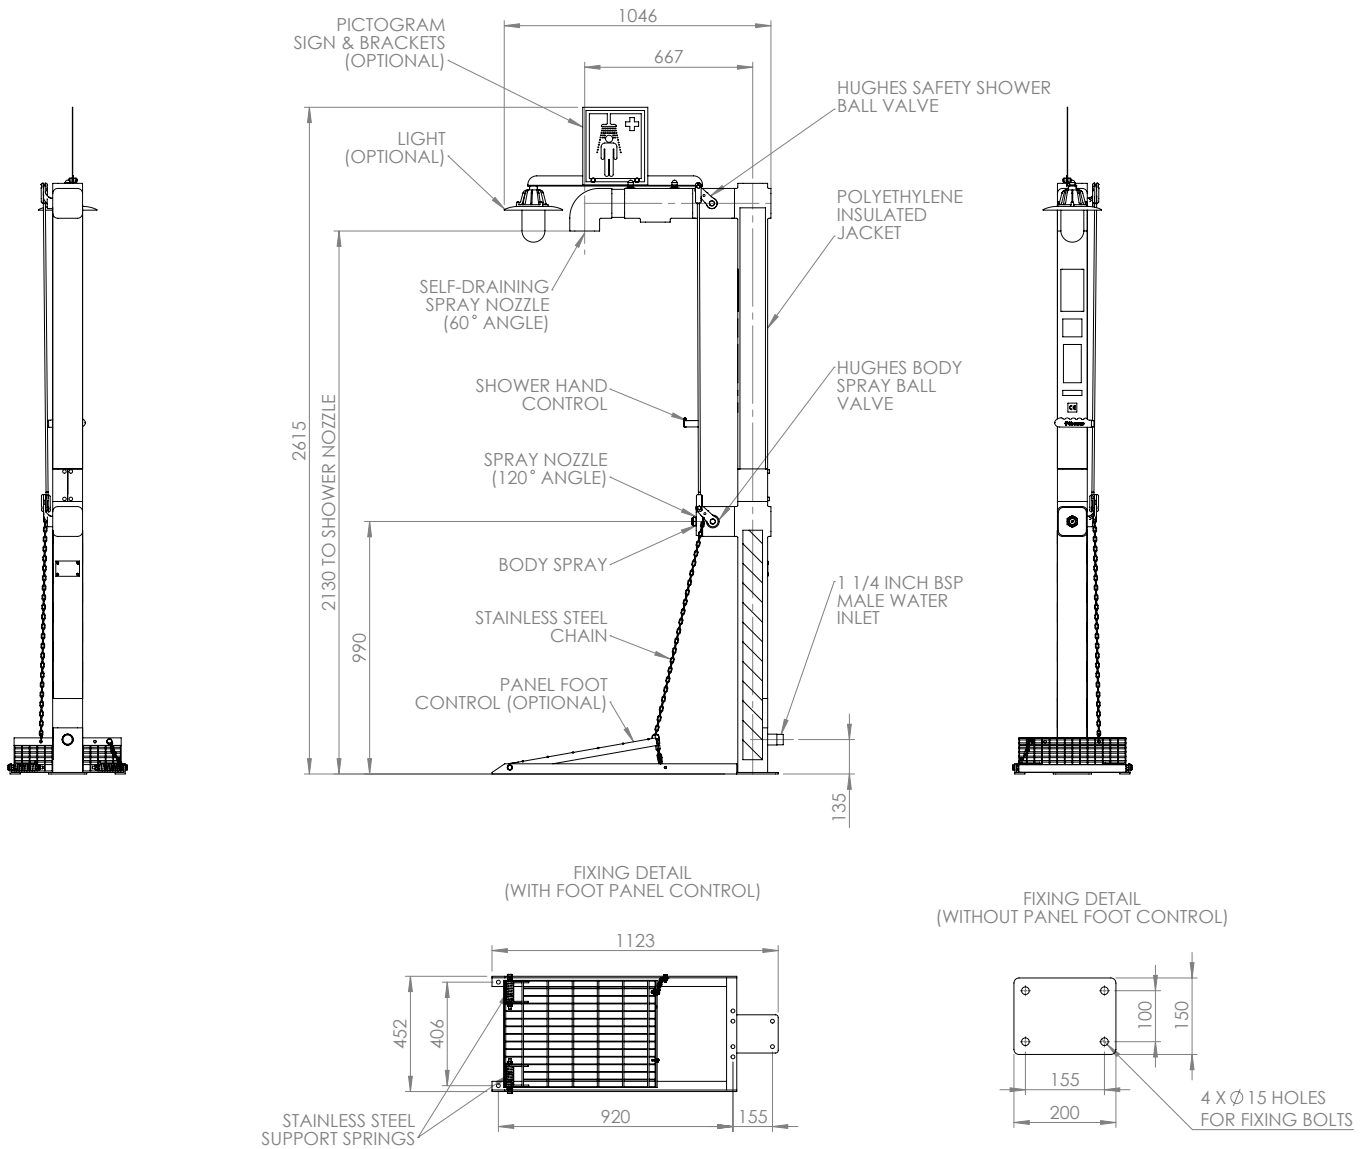 1046
PICTOGRAM
SIGN & BRACKETS
(OPTIONAL)
667
HUGHES SAFETY SHOWER
BALL VALVE
LIGHT
(OPTIONAL)
POLYETHYLENE
INSULATED
JACKET
SELF-DRAINING
SPRAY NOZZLE
(60° ANGLE)
HUGHES BODY
SPRAY BALL
VALVE
SHOWER HAND
CONTROL
2615
2130 TO SHOWER NOZZLE
SPRAY NOZZLE
(120° ANGLE)
BODY SPRAY
1 1/4 INCH BSP
MALE WATER
INLET
STAINLESS STEEL
CHAIN
990
PANEL FOOT
CONTROL (OPTIONAL)
135
CE
FIXING DETAIL
(WITH FOOT PANEL CONTROL)
1123
452
406
920
155
STAINLESS STEEL
SUPPORT SPRINGS
FIXING DETAIL
(WITHOUT PANEL FOOT CONTROL)
100
150
155
200
4 X Ø 15 HOLES
FOR FIXING BOLTS